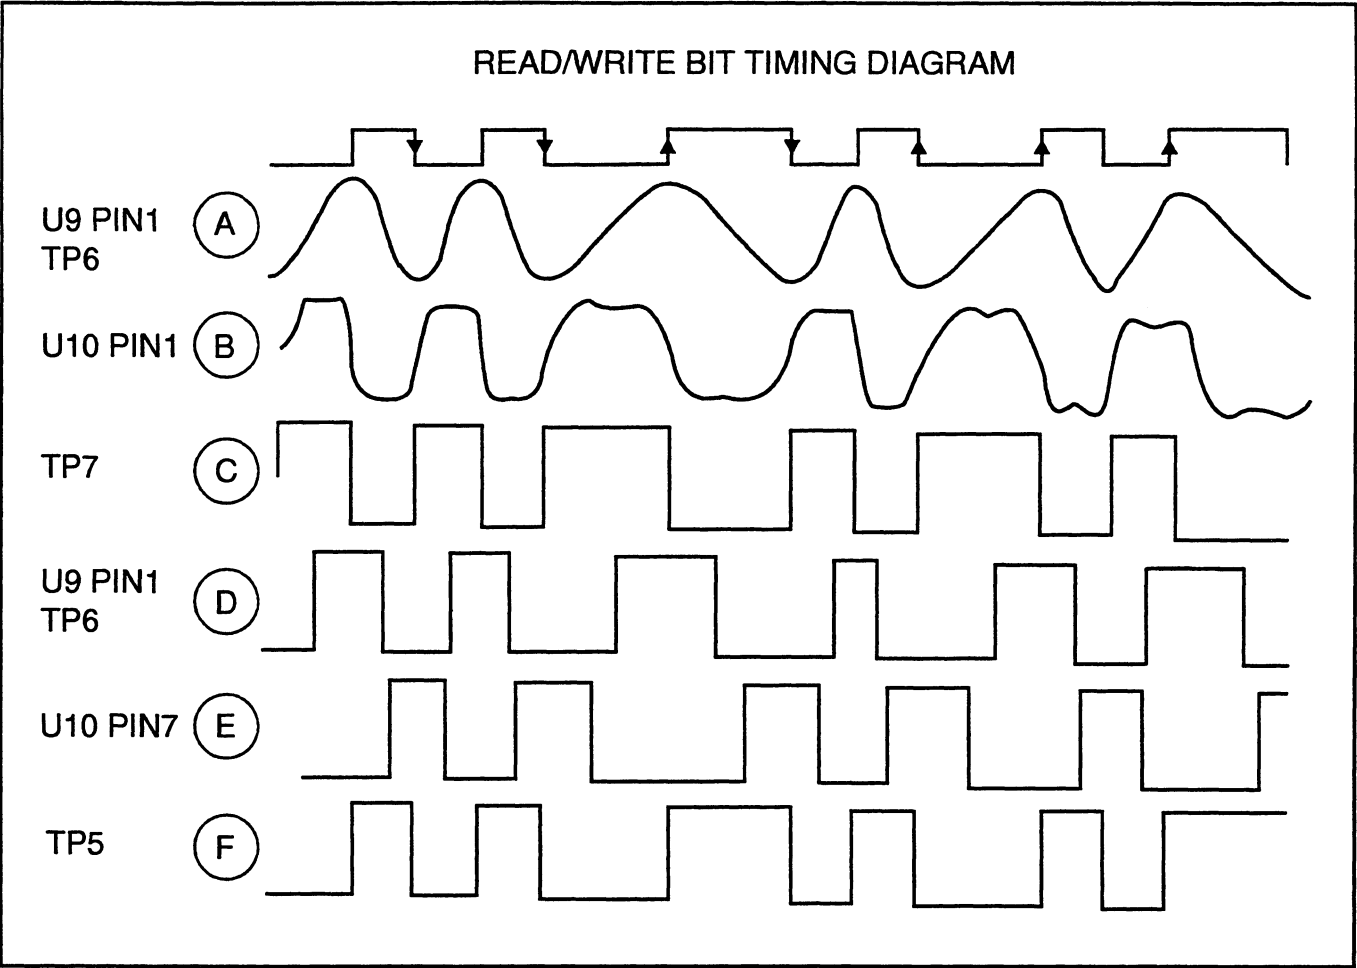 READ/WRITE BIT TIMING DIAGRAM
U9 PIN1
TP6
A
U10 PIN1
B
TP7
C
U9 PIN1
TP6
D
U10 PIN7
E
TP5
F